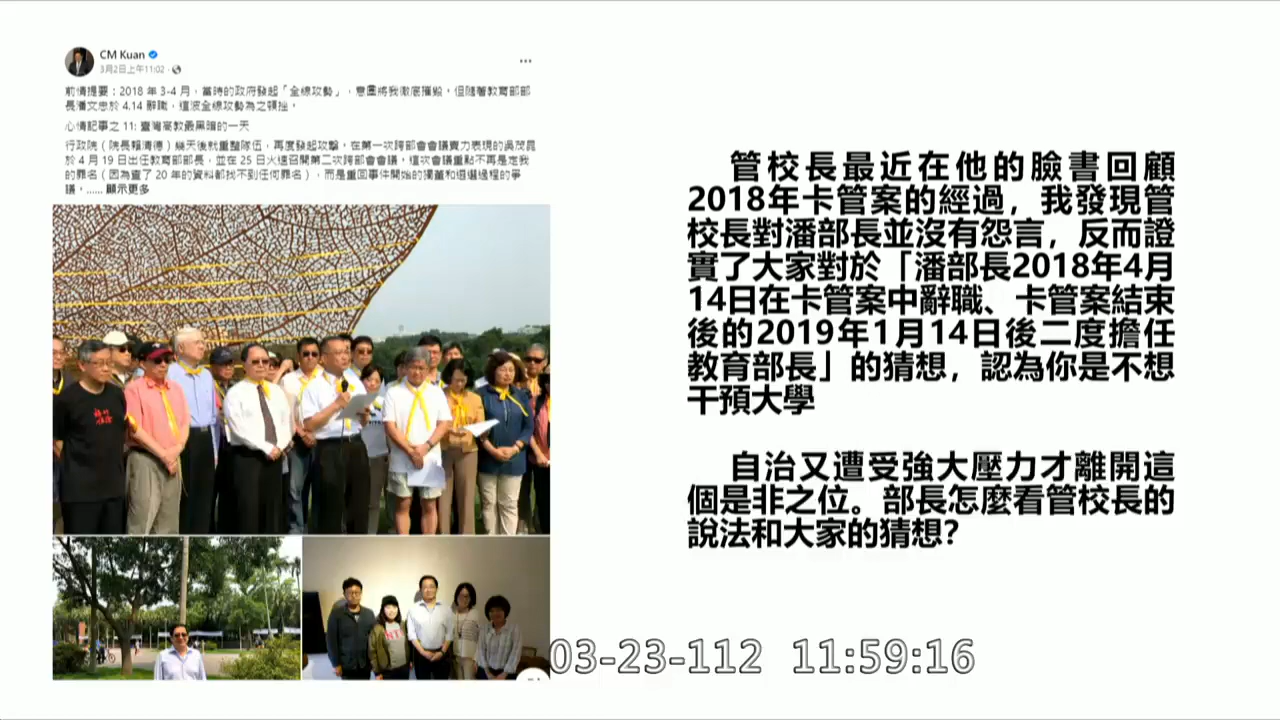 CM Kuan
3月2日上午11:02
前情提要：2018 年 3-4 月，當時的政府發起「全線攻勢」，意圖將我徹底摧毀。但隨著教育部部
長潘文忠於 4.14 辭職，這波全線攻勢為之頓挫。
心情記事之 11: 臺灣高教最黑暗的一天
行政院（院長賴清德）幾天後就重整隊伍，再度發起攻擊。在第一次跨部會會議賣力表現的吳茂昆
於 4 月 19 日出任教育部部長，並在 25 日火速召開第二次跨部會會議。這次會議重點不再是定我
的罪名（因為查了 20 年的資料都找不到任何罪名），而是重回事件開始的獨董和遴選過程的爭
議。...... 顯示更多
管校長最近在他的臉書回顧
2018年卡管案的經過，我發現管
校長對潘部長並沒有怨言，反而證
實了大家對於「潘部長2018年4月
14日在卡管案中辭職、卡管案結束
後的2019年1月14日後二度擔任
教育部長」的猜想，認為你是不想
干預大學
自治又遭受強大壓力才離開這
個是非之位。部長怎麼看管校長的
說法和大家的猜想？
03-23-112 11:59:16